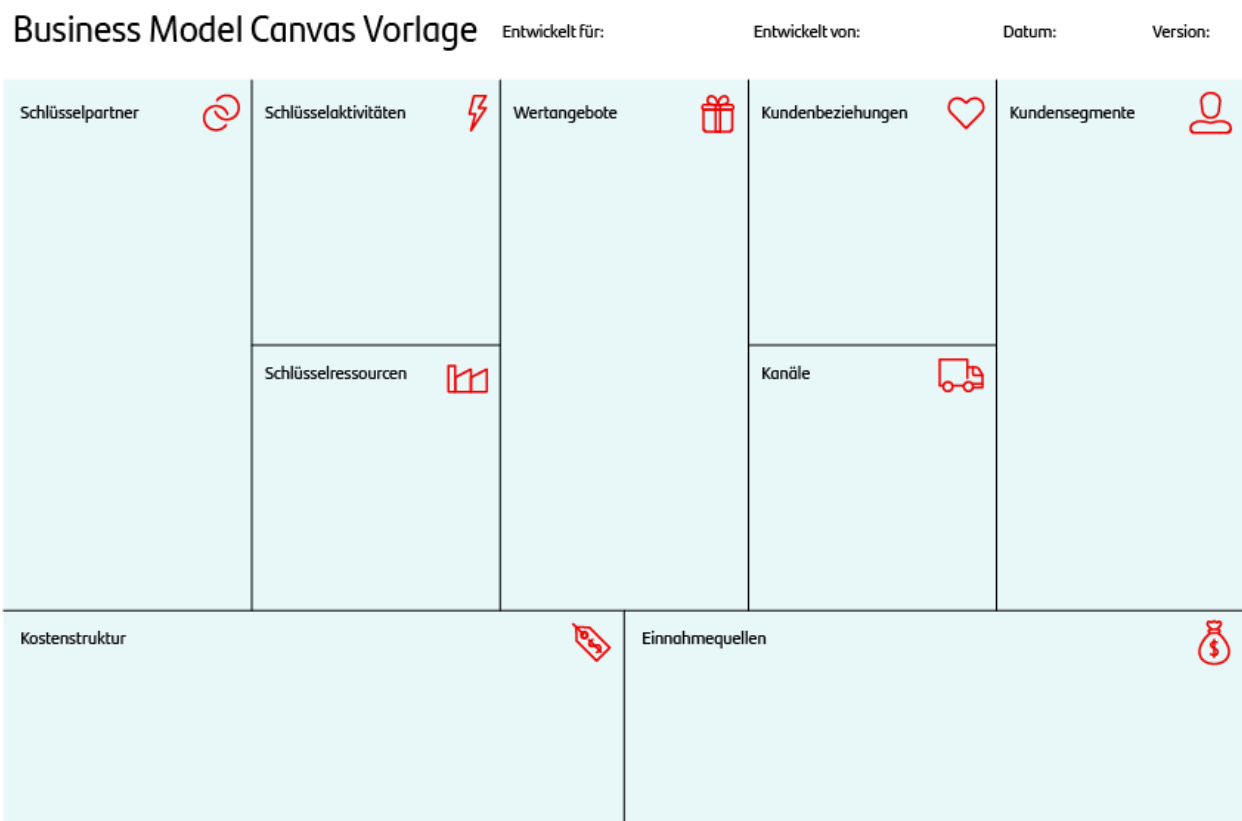 Business Model Canvas Vorlage
Entwickelt für:
Entwickelt von:
Datum:
Version:
Schlüsselpartner
Schlüsselaktivitäten
Wertangebote
Kundenbeziehungen
Kundensegmente
Schlüsselressourcen
Kanäle
Kostenstruktur
Einnahmequellen